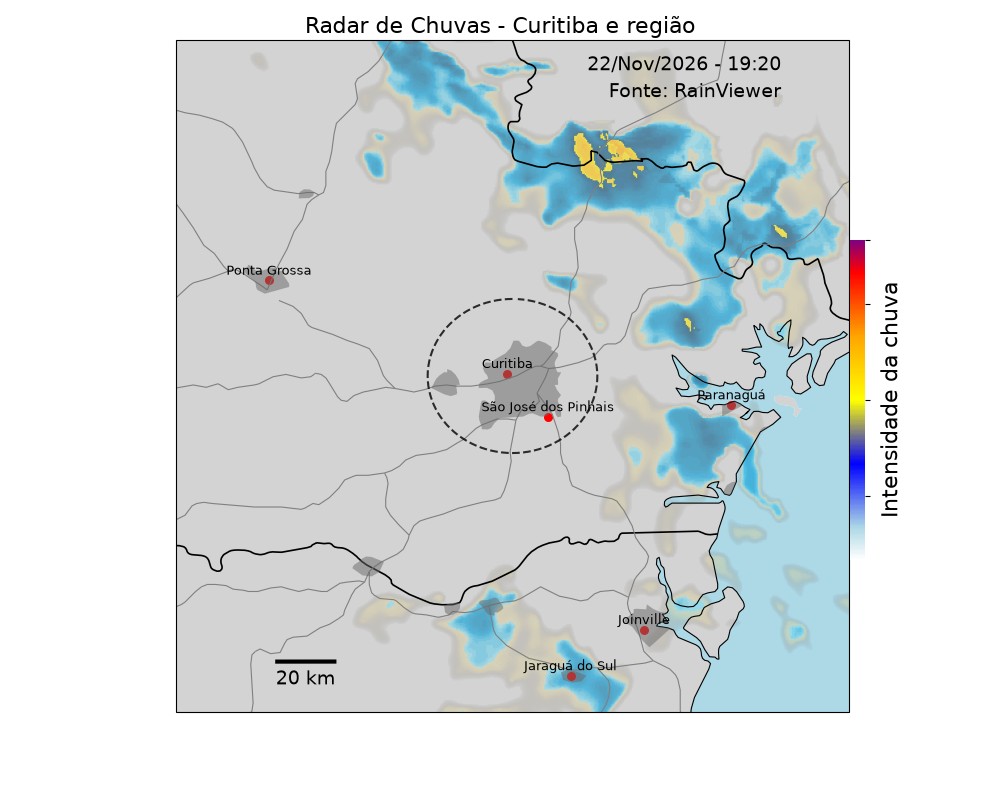 Radar de Chuvas - Curitiba e região
22/Nov/2026 - 19:20
Fonte: RainViewer
Ponta Grossa
Curitiba
São José dos Pinhais
Paranaguá
Joinville
Jaraguá do Sul
20 km
Intensidade da chuva